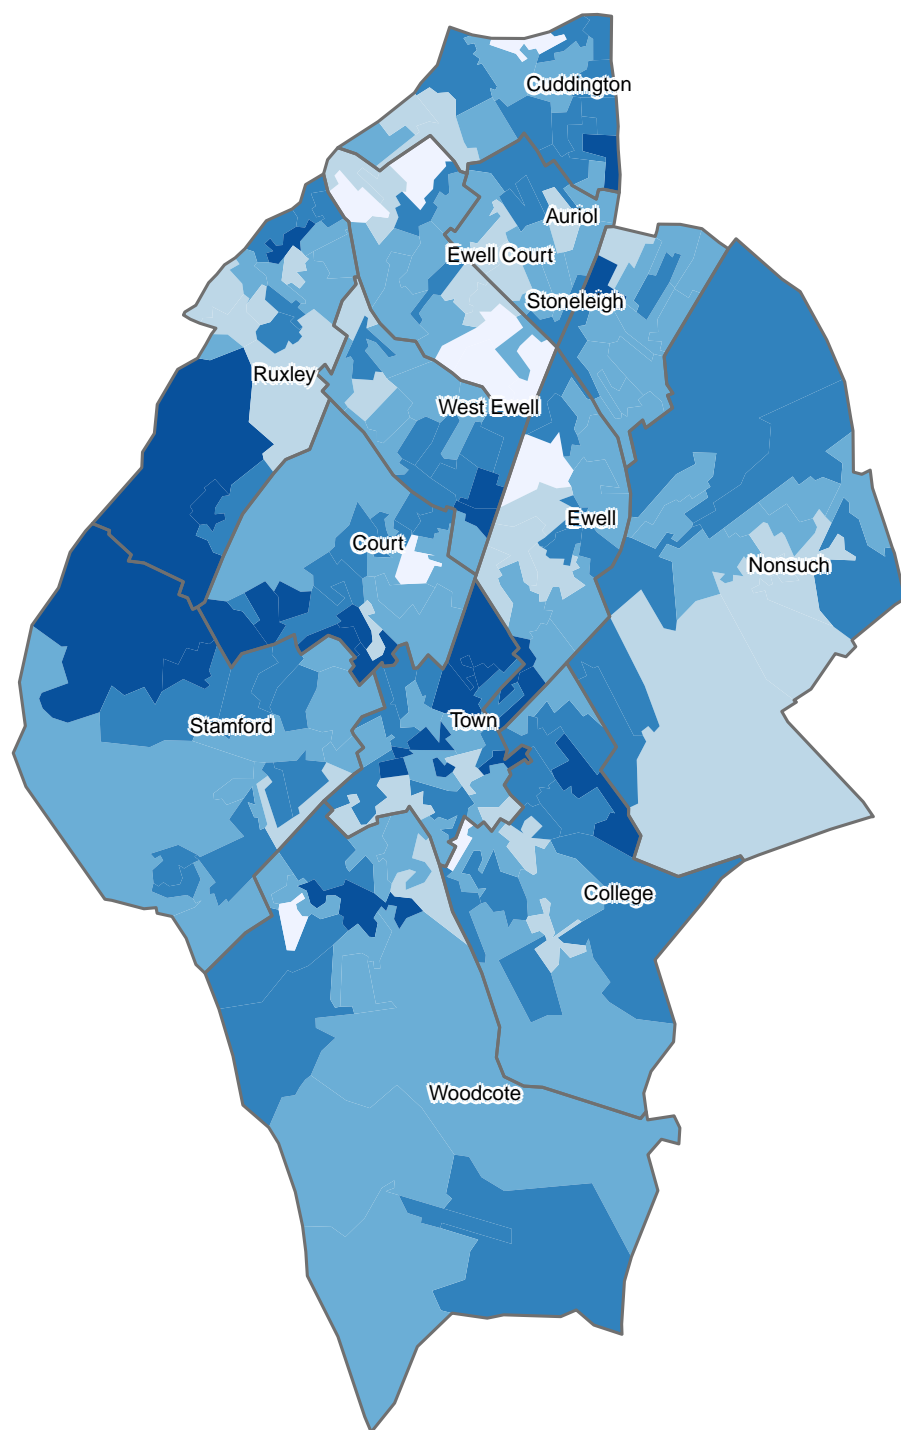 Cuddington
Auriol
Ewell Court
Stoneleigh
Ruxley
West Ewell
Ewell
Court
Nonsuch
Town
Stamford
College
Woodcote